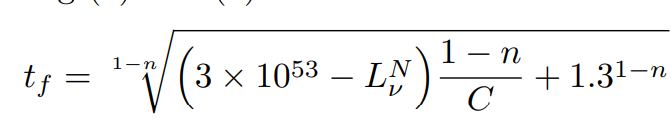 t_f = \sqrt[1-n]{\left(3 \times 10^{53} - L_\nu^N\right) \frac{1-n}{C} + 1.3^{1-n}}